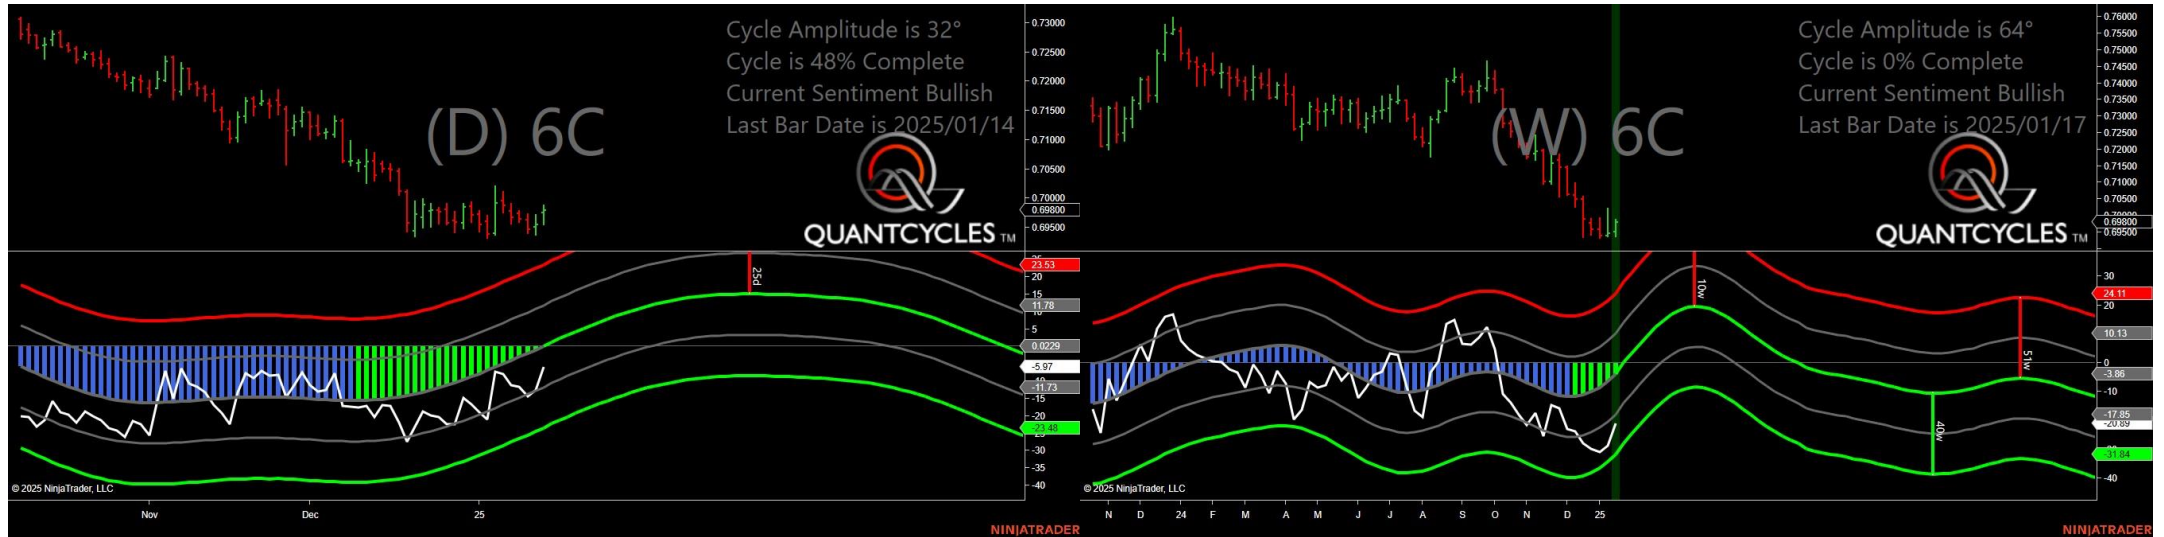 Cycle Amplitude is 32°
Cycle is 48% Complete
Current Sentiment Bullish
Last Bar Date is 2025/01/14
(D) 6C
QUANTCYCLES TM
0.73000
0.72500
0.72000
0.71500
0.71000
0.70500
0.70000
0.69800
0.69500
25d
23.53
20
15
11.78
5
0.0229
-5.97
-11.73
-15
-20
-23.48
-30
-35
-40
© 2025 NinjaTrader, LLC
Nov
Dec
25
NINJATRADER
Cycle Amplitude is 64°
Cycle is 0% Complete
Current Sentiment Bullish
Last Bar Date is 2025/01/17
(W) 6C
QUANTCYCLES TM
0.76000
0.75500
0.75000
0.74500
0.74000
0.73500
0.73000
0.72500
0.72000
0.71500
0.71000
0.70500
0.69800
0.69500
10w
51w
40w
30
24.11
20
10.13
0
-3.86
-10
-17.85
-20.89
-31.84
-40
© 2025 NinjaTrader, LLC
N D 24 F M A M J J A S O N D 25
NINJATRADER